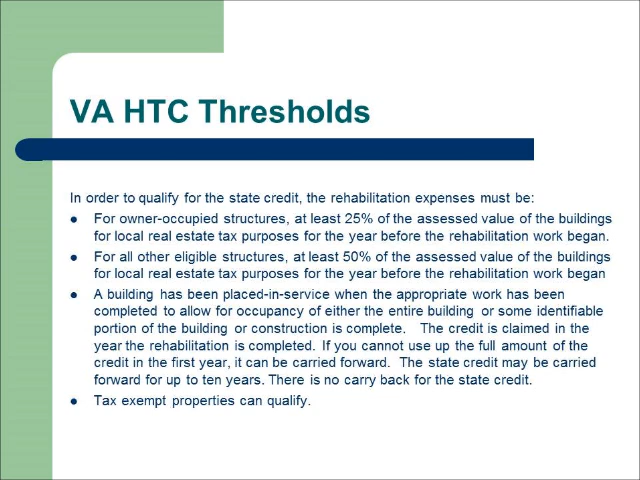 VA HTC Thresholds
In order to qualify for the state credit, the rehabilitation expenses must be:
● For owner-occupied structures, at least 25% of the assessed value of the buildings
for local real estate tax purposes for the year before the rehabilitation work began.
● For all other eligible structures, at least 50% of the assessed value of the buildings
for local real estate tax purposes for the year before the rehabilitation work began
● A building has been placed-in-service when the appropriate work has been
completed to allow for occupancy of either the entire building or some identifiable
portion of the building or construction is complete. The credit is claimed in the
year the rehabilitation is completed. If you cannot use up the full amount of the
credit in the first year, it can be carried forward. The state credit may be carried
forward for up to ten years. There is no carry back for the state credit.
● Tax exempt properties can qualify.